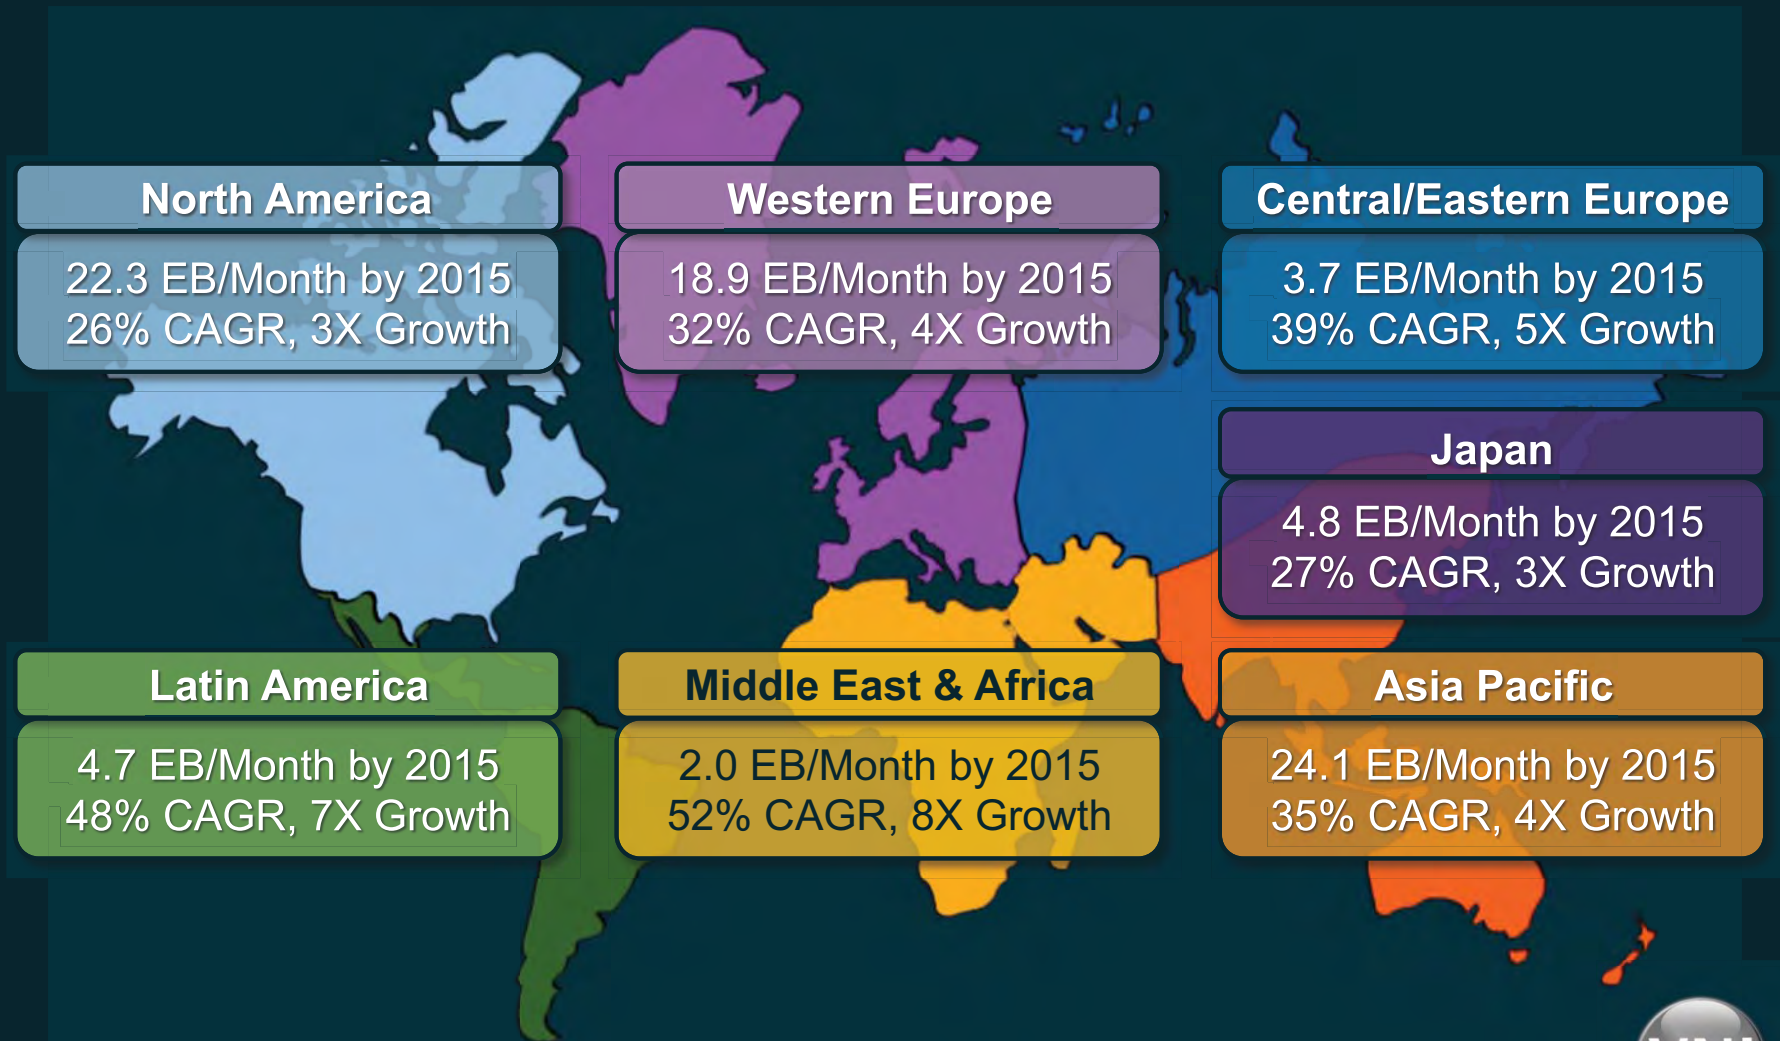 North America
22.3 EB/Month by 2015
26% CAGR, 3X Growth
Western Europe
18.9 EB/Month by 2015
32% CAGR, 4X Growth
Central/Eastern Europe
3.7 EB/Month by 2015
39% CAGR, 5X Growth
Japan
4.8 EB/Month by 2015
27% CAGR, 3X Growth
Latin America
4.7 EB/Month by 2015
48% CAGR, 7X Growth
Middle East & Africa
2.0 EB/Month by 2015
52% CAGR, 8X Growth
Asia Pacific
24.1 EB/Month by 2015
35% CAGR, 4X Growth